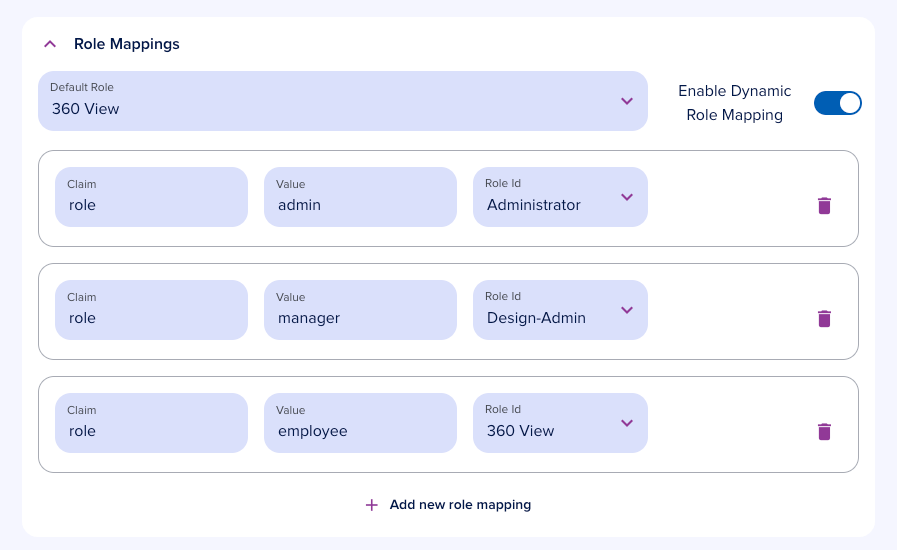 Role Mappings
Default Role
360 View
Enable Dynamic
Role Mapping
Claim
role
Value
admin
Role Id
Administrator
Claim
role
Value
manager
Role Id
Design-Admin
Claim
role
Value
employee
Role Id
360 View
Add new role mapping